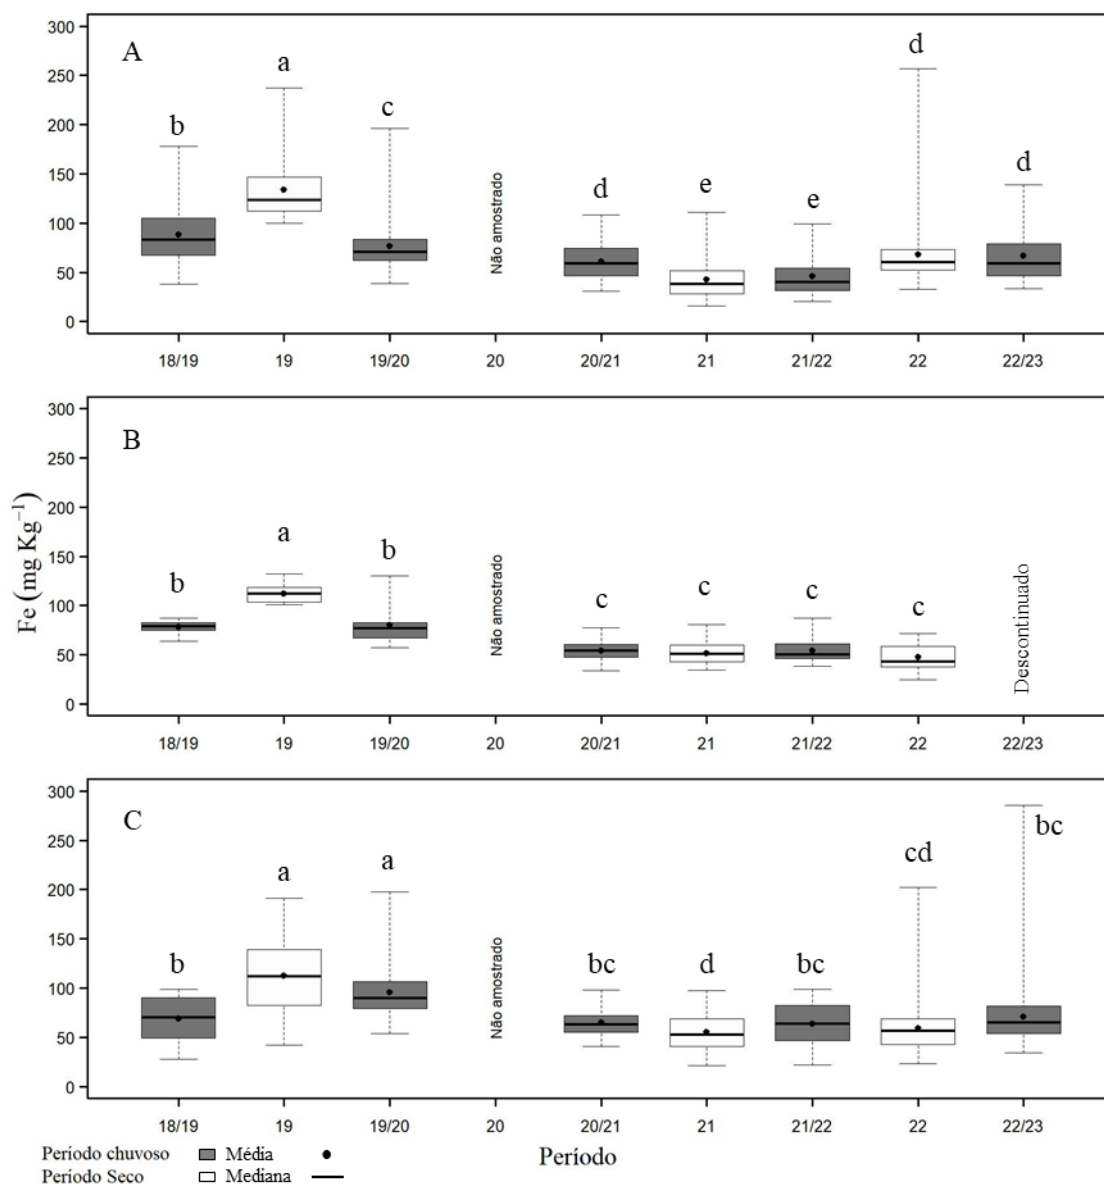 A
300
250
200
150
100
50
0
b
a
c
Não amostrado
d
e
e
d
d
18/19 19 19/20 20 20/21 21 21/22 22 22/23
B
300
250
200
150
100
50
0
Fe (mg Kg⁻¹)
b
a
b
Não amostrado
c
c
c
c
Descontinuado
18/19 19 19/20 20 20/21 21 21/22 22 22/23
C
300
250
200
150
100
50
0
b
a
a
Não amostrado
bc
d
bc
cd
bc
18/19 19 19/20 20 20/21 21 21/22 22 22/23
Período
Período chuvoso Média
Período Seco Mediana